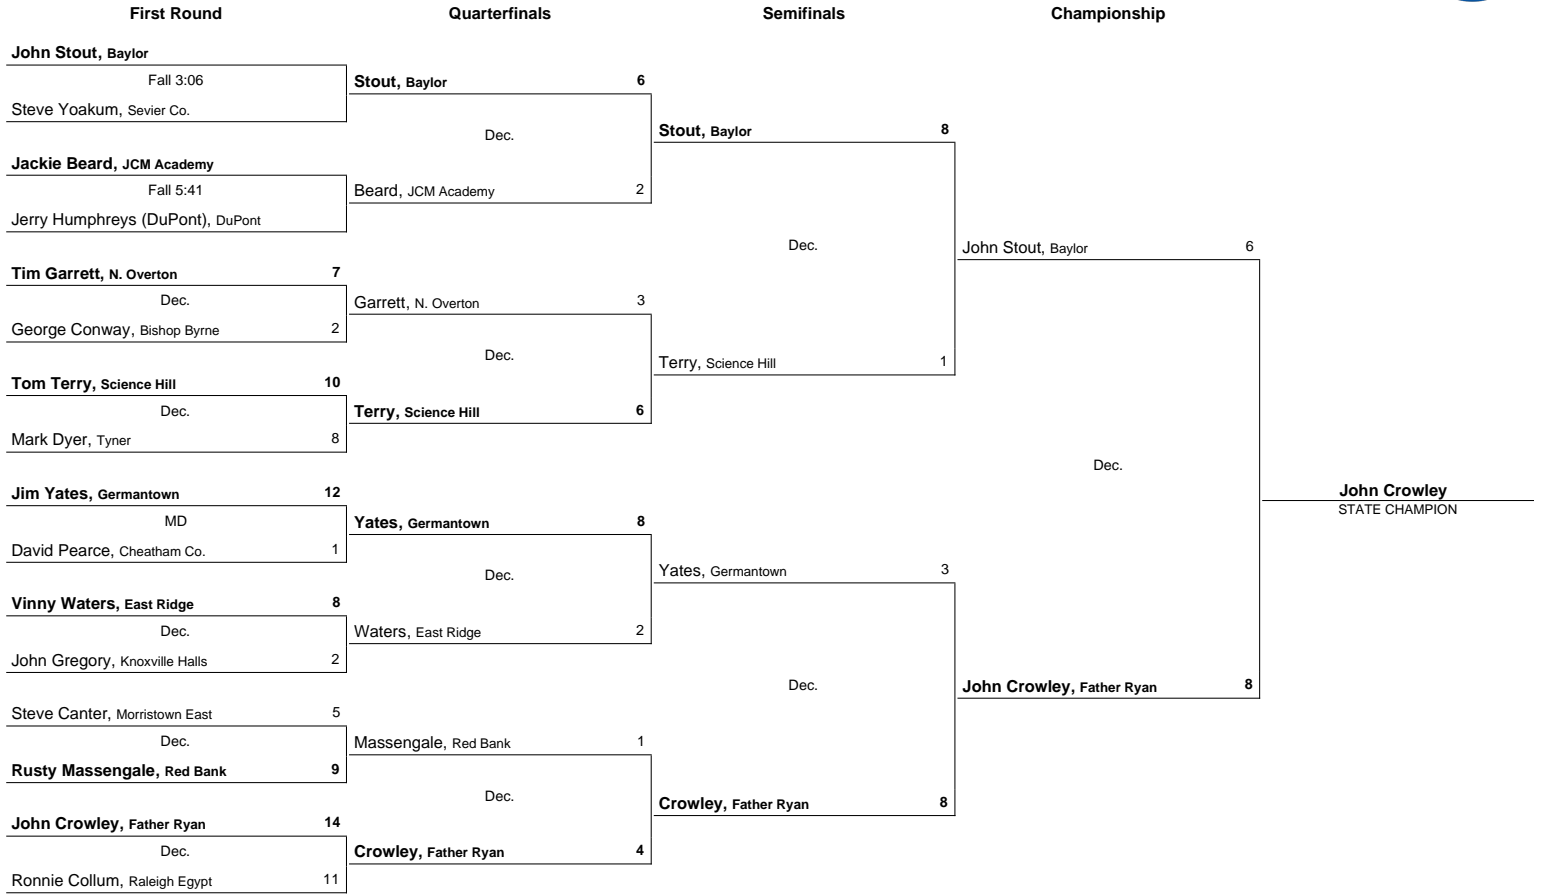 First Round
Quarterfinals
Semifinals
Championship
John Stout, Baylor
Fall 3:06
Steve Yoakum, Sevier Co.
Jackie Beard, JCM Academy
Fall 5:41
Jerry Humphreys (DuPont), DuPont
Tim Garrett, N. Overton 7
Dec.
George Conway, Bishop Byrne 2
Tom Terry, Science Hill 10
Dec.
Mark Dyer, Tyner 8
Jim Yates, Germantown 12
MD
David Pearce, Cheatham Co. 1
Vinny Waters, East Ridge 8
Dec.
John Gregory, Knoxville Halls 2
Steve Canter, Morristown East 5
Dec.
Rusty Massengale, Red Bank 9
John Crowley, Father Ryan 14
Dec.
Ronnie Collum, Raleigh Egypt 11
Stout, Baylor 6
Dec.
Beard, JCM Academy 2
Garrett, N. Overton 3
Dec.
Terry, Science Hill 6
Yates, Germantown 8
Dec.
Waters, East Ridge 2
Massengale, Red Bank 1
Dec.
Crowley, Father Ryan 4
Stout, Baylor 8
Dec.
Terry, Science Hill 1
Yates, Germantown 3
Dec.
Crowley, Father Ryan 8
John Stout, Baylor 6
Dec.
John Crowley, Father Ryan 8
John Crowley
STATE CHAMPION